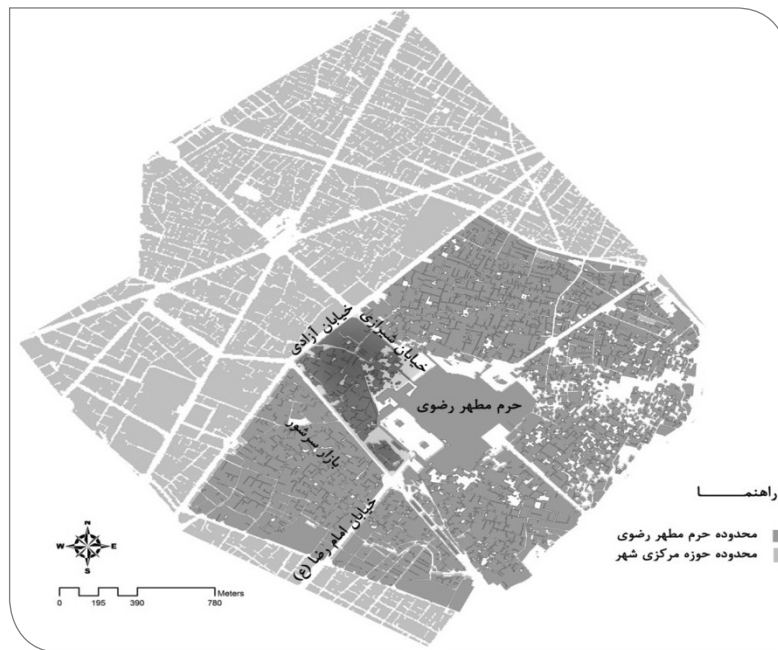 خیابان آزادی
خیابان شیرازی
حرم مطهر رضوی
بازار سرشور
خیابان امام رضا (ع)
راهنمـــــــا
محدوده حرم مطهر رضوی
محدوده حوزه مرکزی شهر
N
W E
S
0 195 390 780 Meters